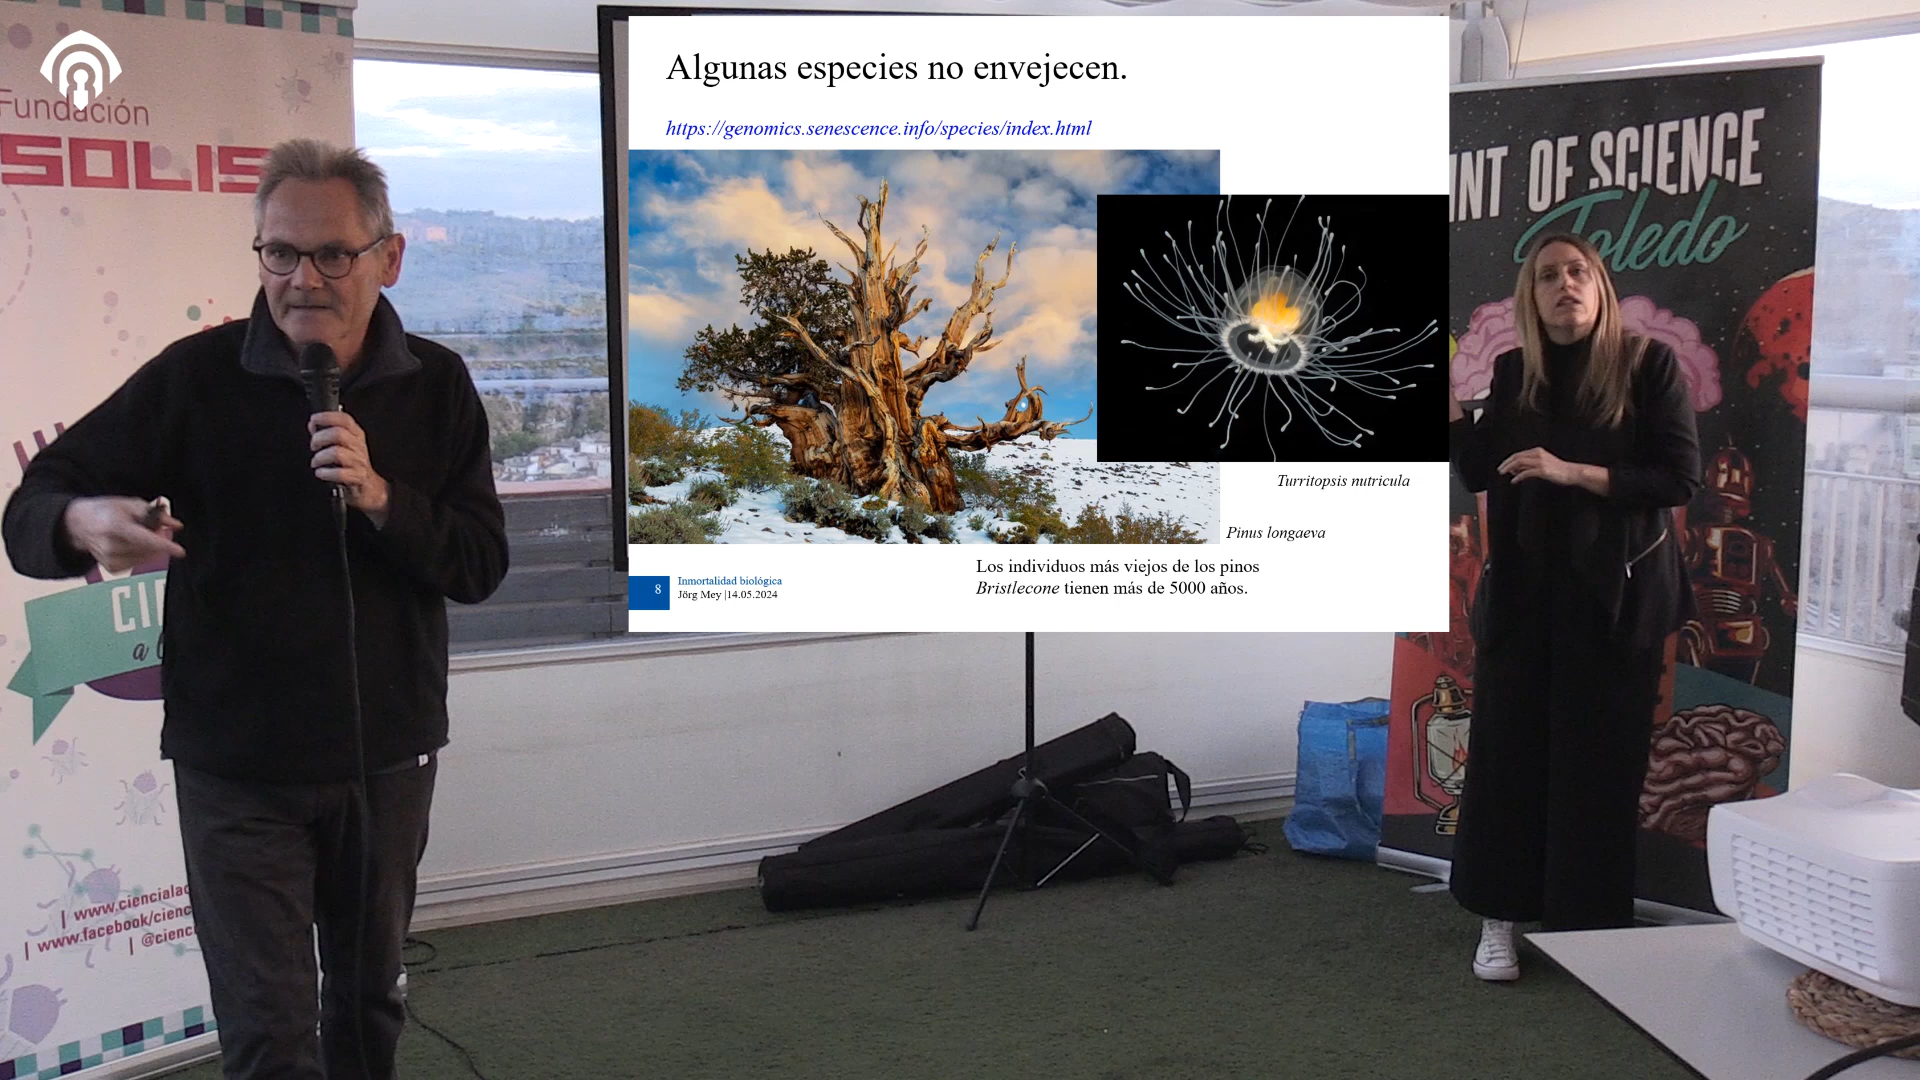 Fundación
SOLIS
www.ciencialac
www.facebook/cienc
@cienc
Algunas especies no envejecen.
https://genomics.senescence.info/species/index.html
Turritopsis nutricula
Pinus longaeva
Los individuos más viejos de los pinos
Bristlecone tienen más de 5000 años.
8
Inmortalidad biológica
Jörg Mey |14.05.2024
INT OF SCIENCE
Toledo